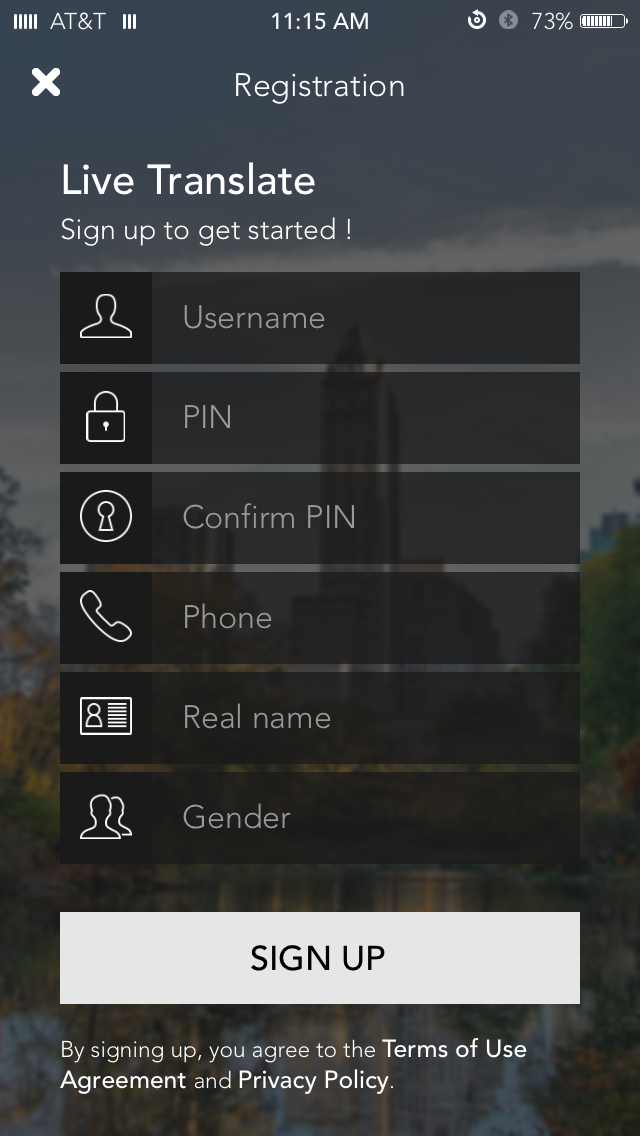 AT&T 11:15 AM 73%
Registration
Live Translate
Sign up to get started !
Username
PIN
Confirm PIN
Phone
Real name
Gender
SIGN UP
By signing up, you agree to the Terms of Use
Agreement and Privacy Policy.